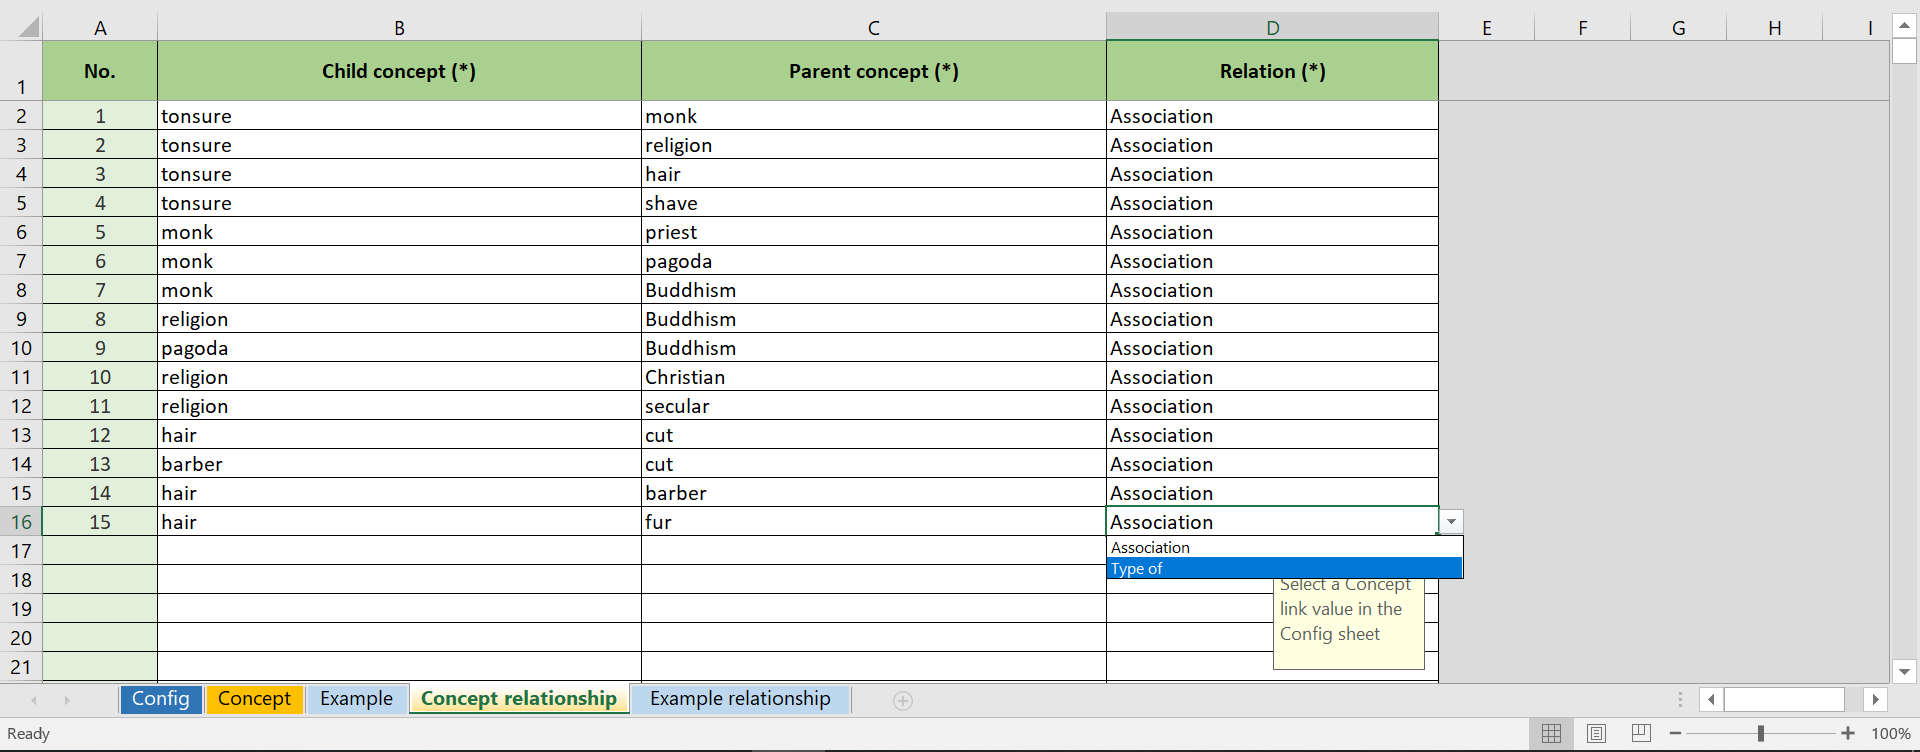 A B C D E F G H I
1 No. Child concept (*) Parent concept (*) Relation (*)
2 1 tonsure monk Association
3 2 tonsure religion Association
4 3 tonsure hair Association
5 4 tonsure shave Association
6 5 monk priest Association
7 6 monk pagoda Association
8 7 monk Buddhism Association
9 8 religion Buddhism Association
10 9 pagoda Buddhism Association
11 10 religion Christian Association
12 11 religion secular Association
13 12 hair cut Association
14 13 barber cut Association
15 14 hair barber Association
16 15 hair fur Association
17 Association
18 Type of
Select a Concept
19 link value in the
20 Config sheet
21
Config Concept Example Concept relationship Example relationship
Ready 100%